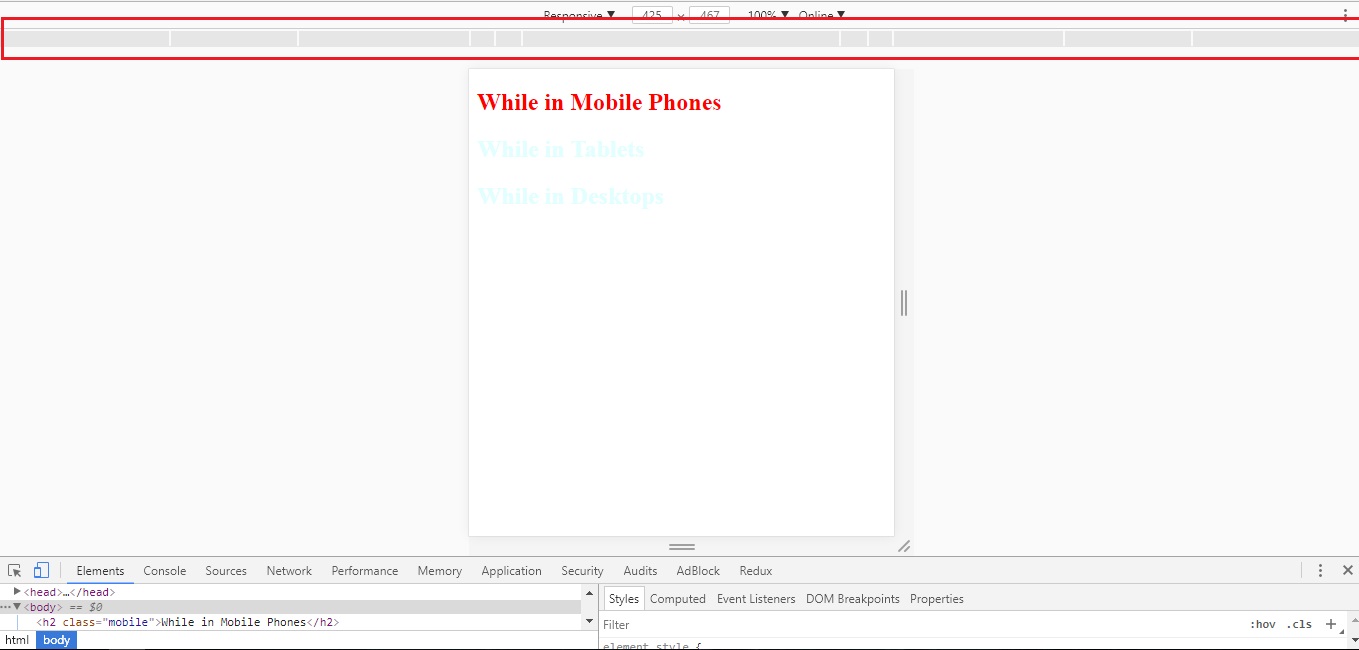 Responsive ▼ 425 × 467 100% ▼ Online ▼
While in Mobile Phones
While in Tablets
While in Desktops
Elements Console Sources Network Performance Memory Application Security Audits AdBlock Redux
▶<head>…</head>
…▼<body> == $0
<h2 class="mobile">While in Mobile Phones</h2>
html body
Styles Computed Event Listeners DOM Breakpoints Properties
Filter :hov .cls +
element.style {